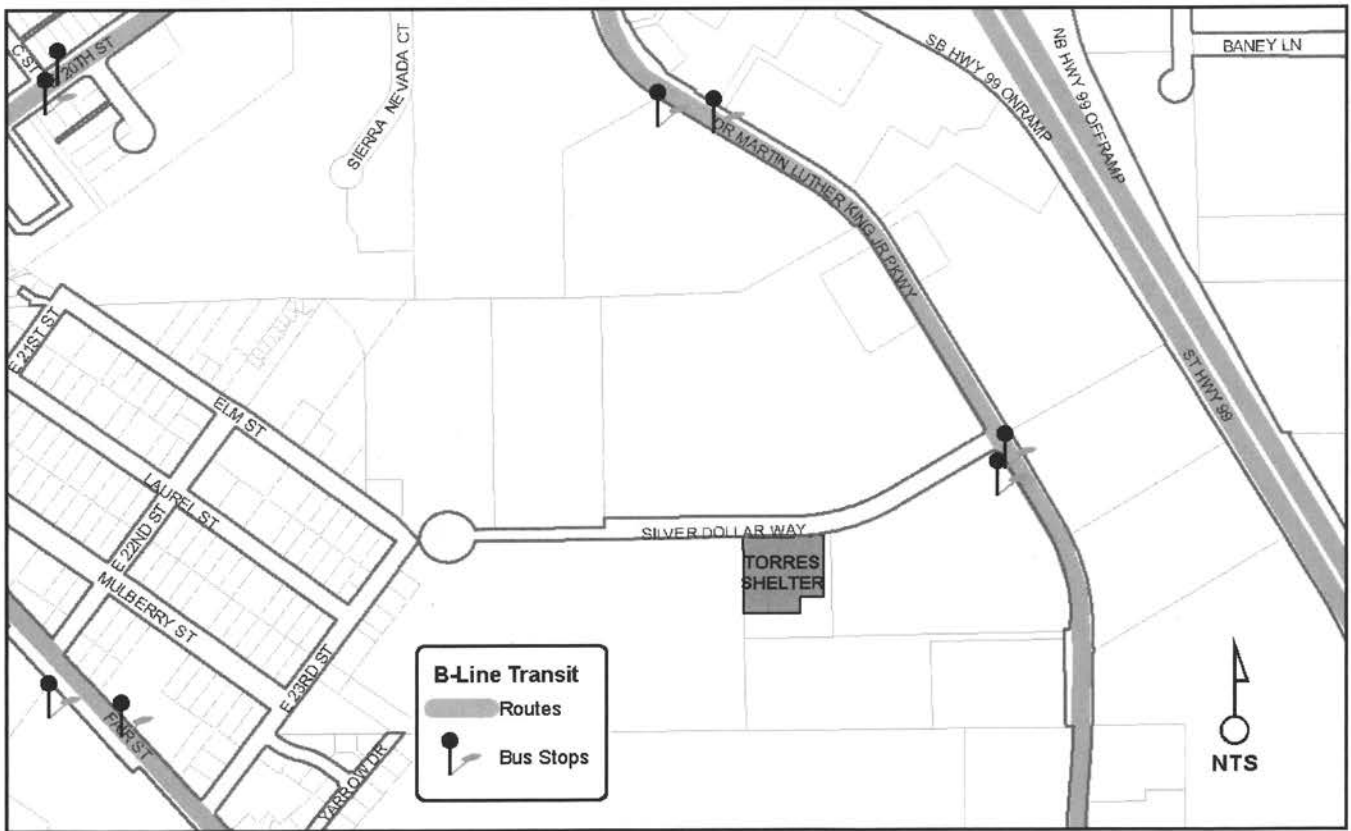 C ST
20TH ST
SIERRA NEVADA CT
DR MARTIN LUTHER KING JR PKWY
SB HWY 99 ONRAMP
NB HWY 99 OFFRAMP
BANEY LN
ST HWY 99
E 21ST ST
ELM ST
LAUREL ST
E 22ND ST
MULBERRY ST
E 23RD ST
FAIR ST
YARROW DR
SILVER DOLLAR WAY
TORRES
SHELTER
B-Line Transit
Routes
Bus Stops
NTS